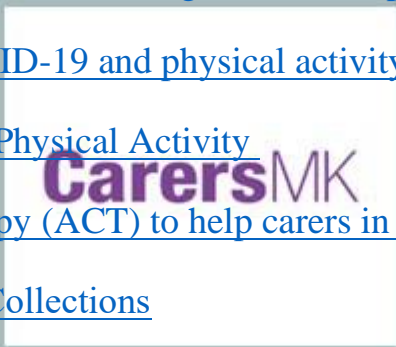 ID-19 and physical activity
Physical Activity
CarersMK
py (ACT) to help carers in
Collections